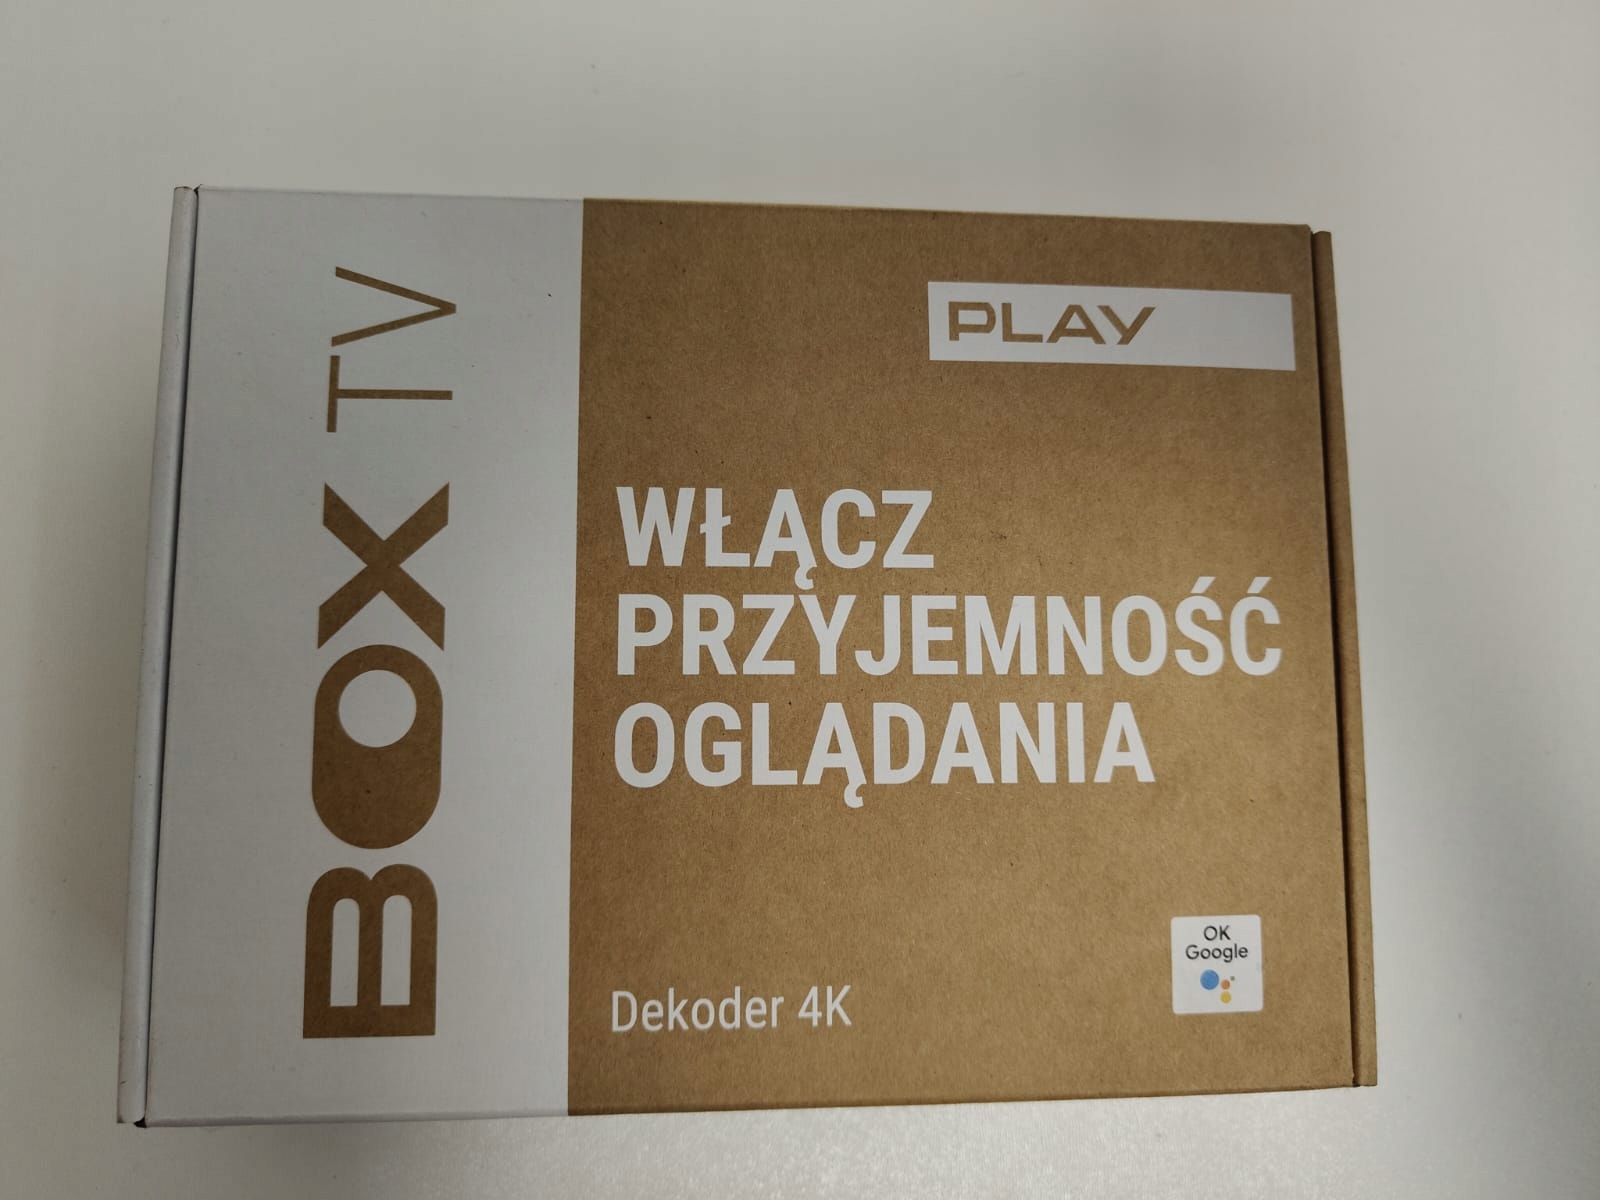 BOX TV
PLAY
WŁĄCZ
PRZYJEMNOŚĆ
OGLĄDANIA
Dekoder 4K
OK
Google